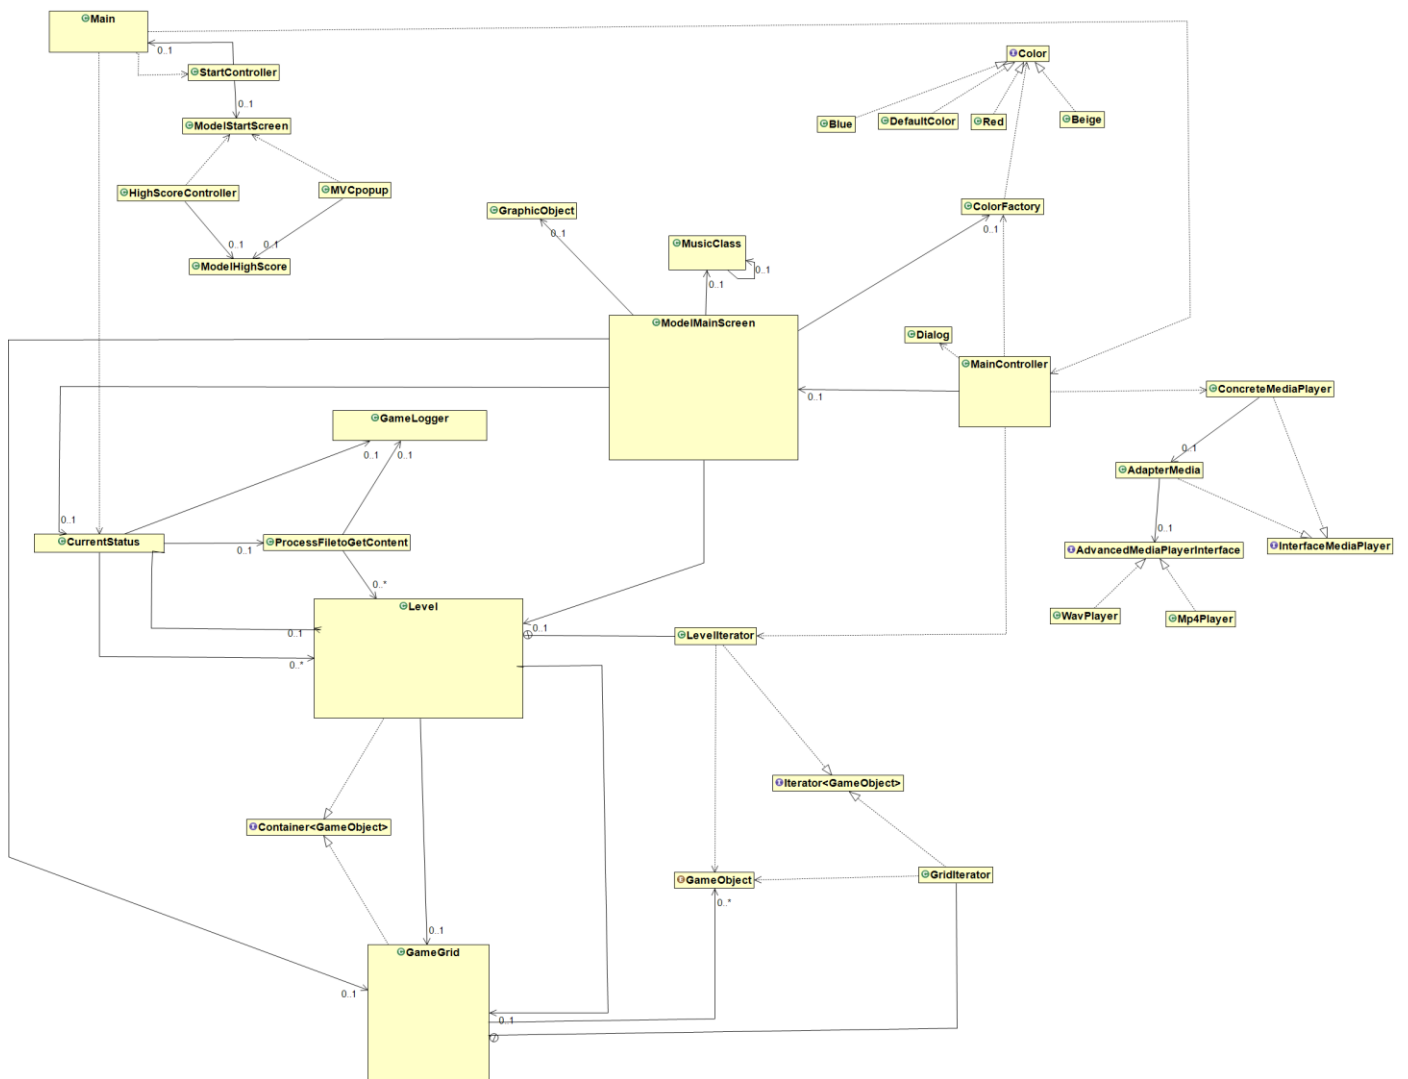 Main
0..1
StartController
Color
0..1
ModelStartScreen
Blue
DefaultColor
Red
Beige
HighScoreController
MVCpopup
GraphicObject
ColorFactory
0..1
0..1
0..1
0..1
MusicClass
ModelHighScore
0..1
0..1
ModelMainScreen
Dialog
MainController
ConcreteMediaPlayer
0..1
GameLogger
0..1
0..1
0..1
AdapterMedia
0..1
0..1
CurrentStatus
0..1
ProcessFiletoGetContent
AdvancedMediaPlayerInterface
InterfaceMediaPlayer
0..*
Level
WavPlayer
Mp4Player
0..1
0..1
LevelIterator
0..*
Iterator<GameObject>
Container<GameObject>
GameObject
GridIterator
0..*
0..1
GameGrid
0..1
0..1